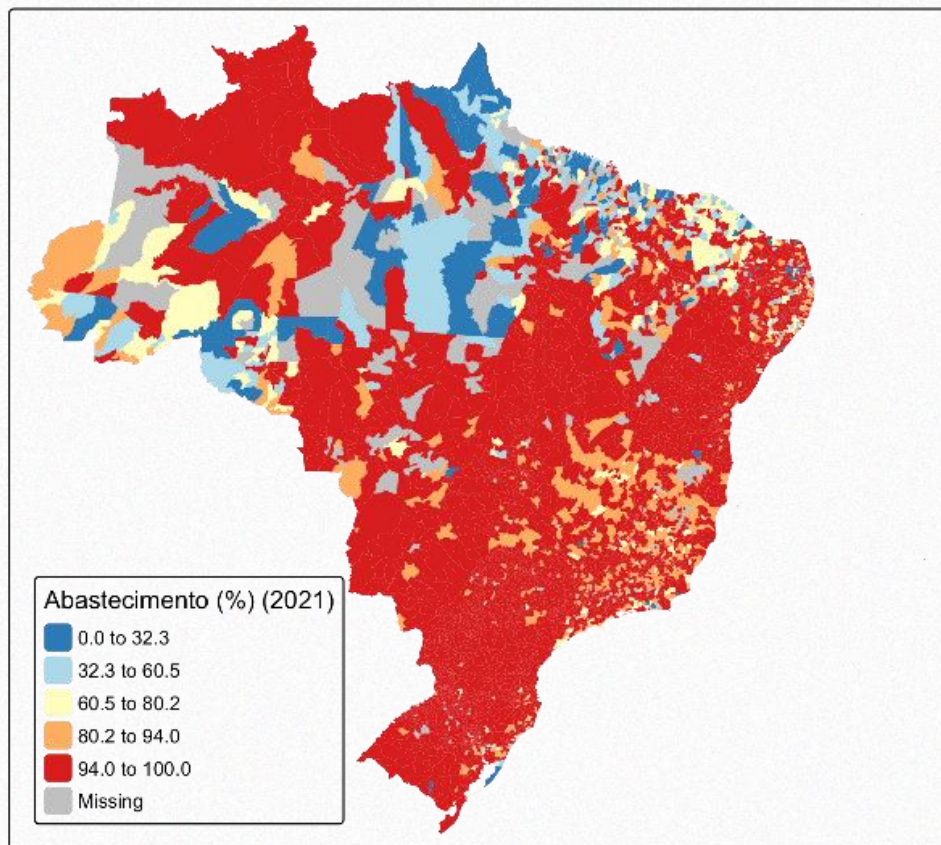 Abastecimento (%) (2021)
0.0 to 32.3
32.3 to 60.5
60.5 to 80.2
80.2 to 94.0
94.0 to 100.0
Missing